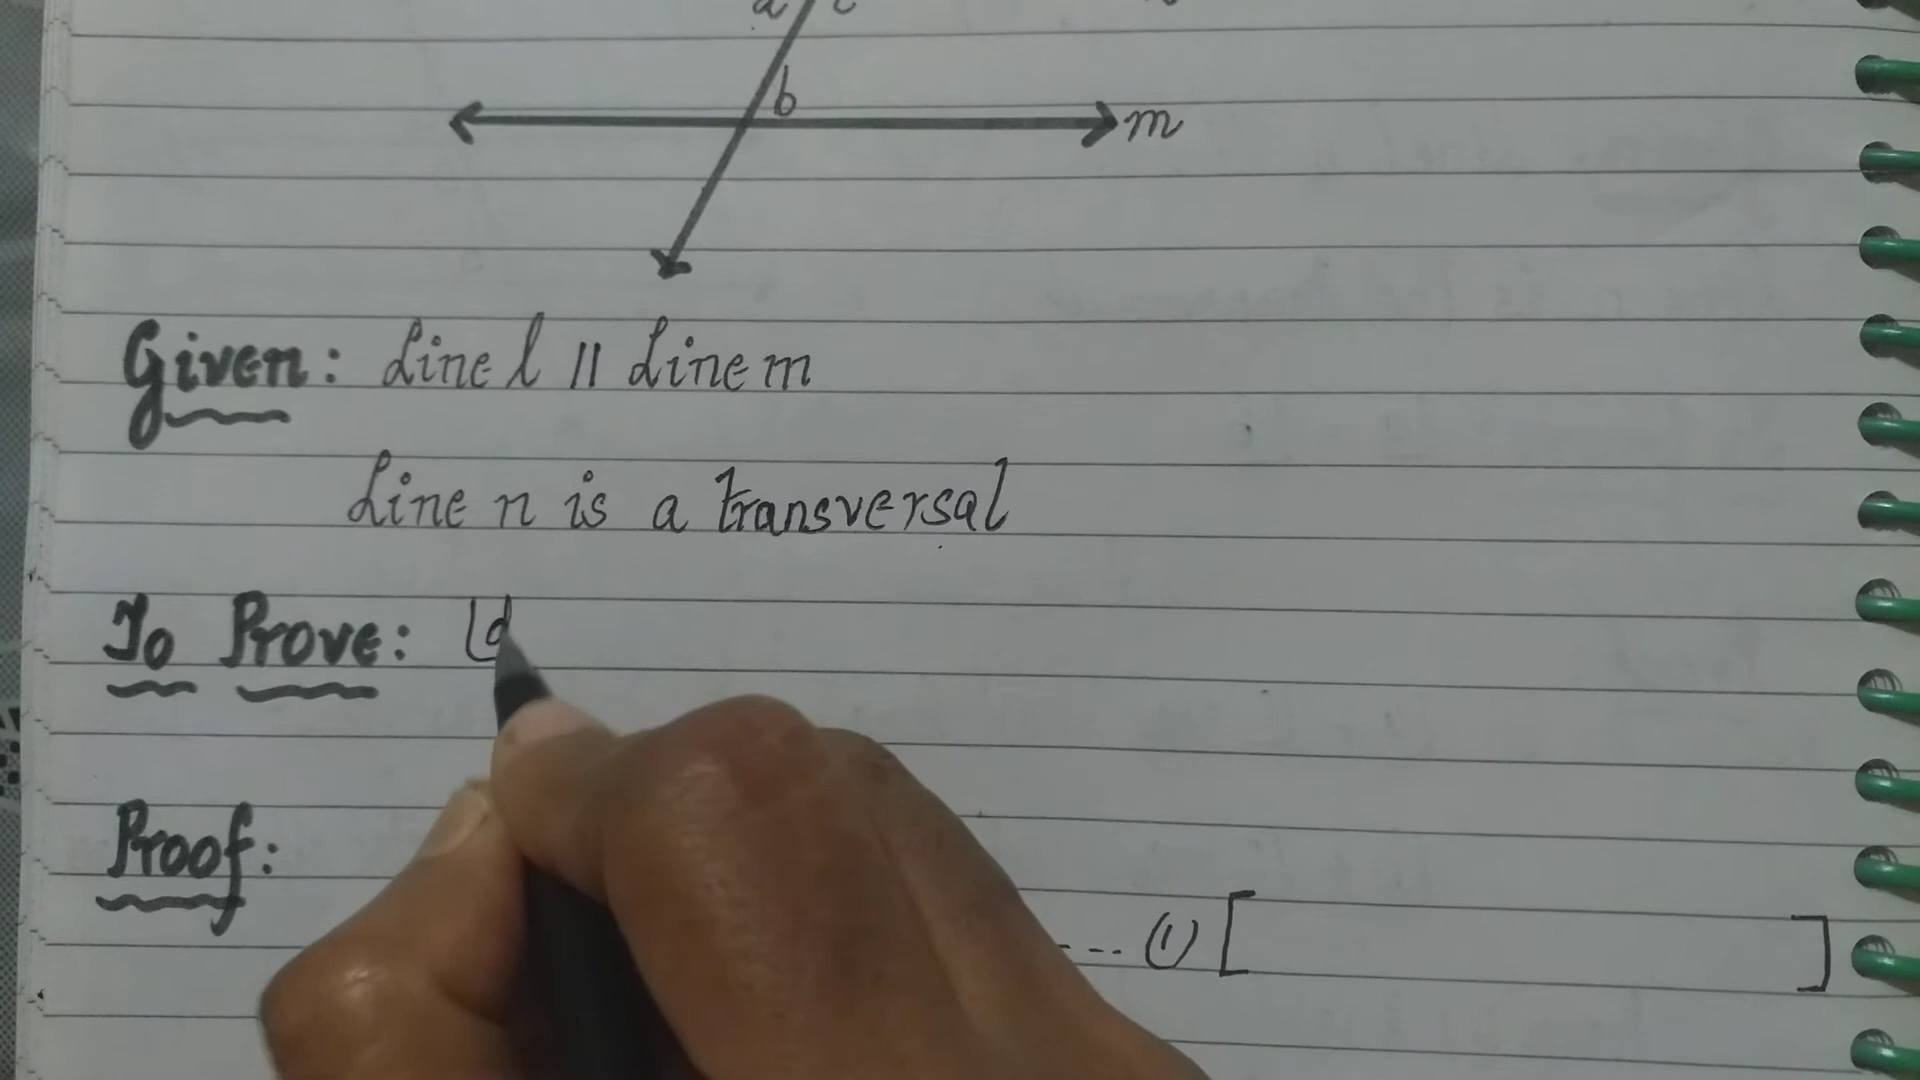 b
m
Given: Line l || Line m
Line n is a transversal
To Prove: ∠d
Proof:
--- (1) [ ]